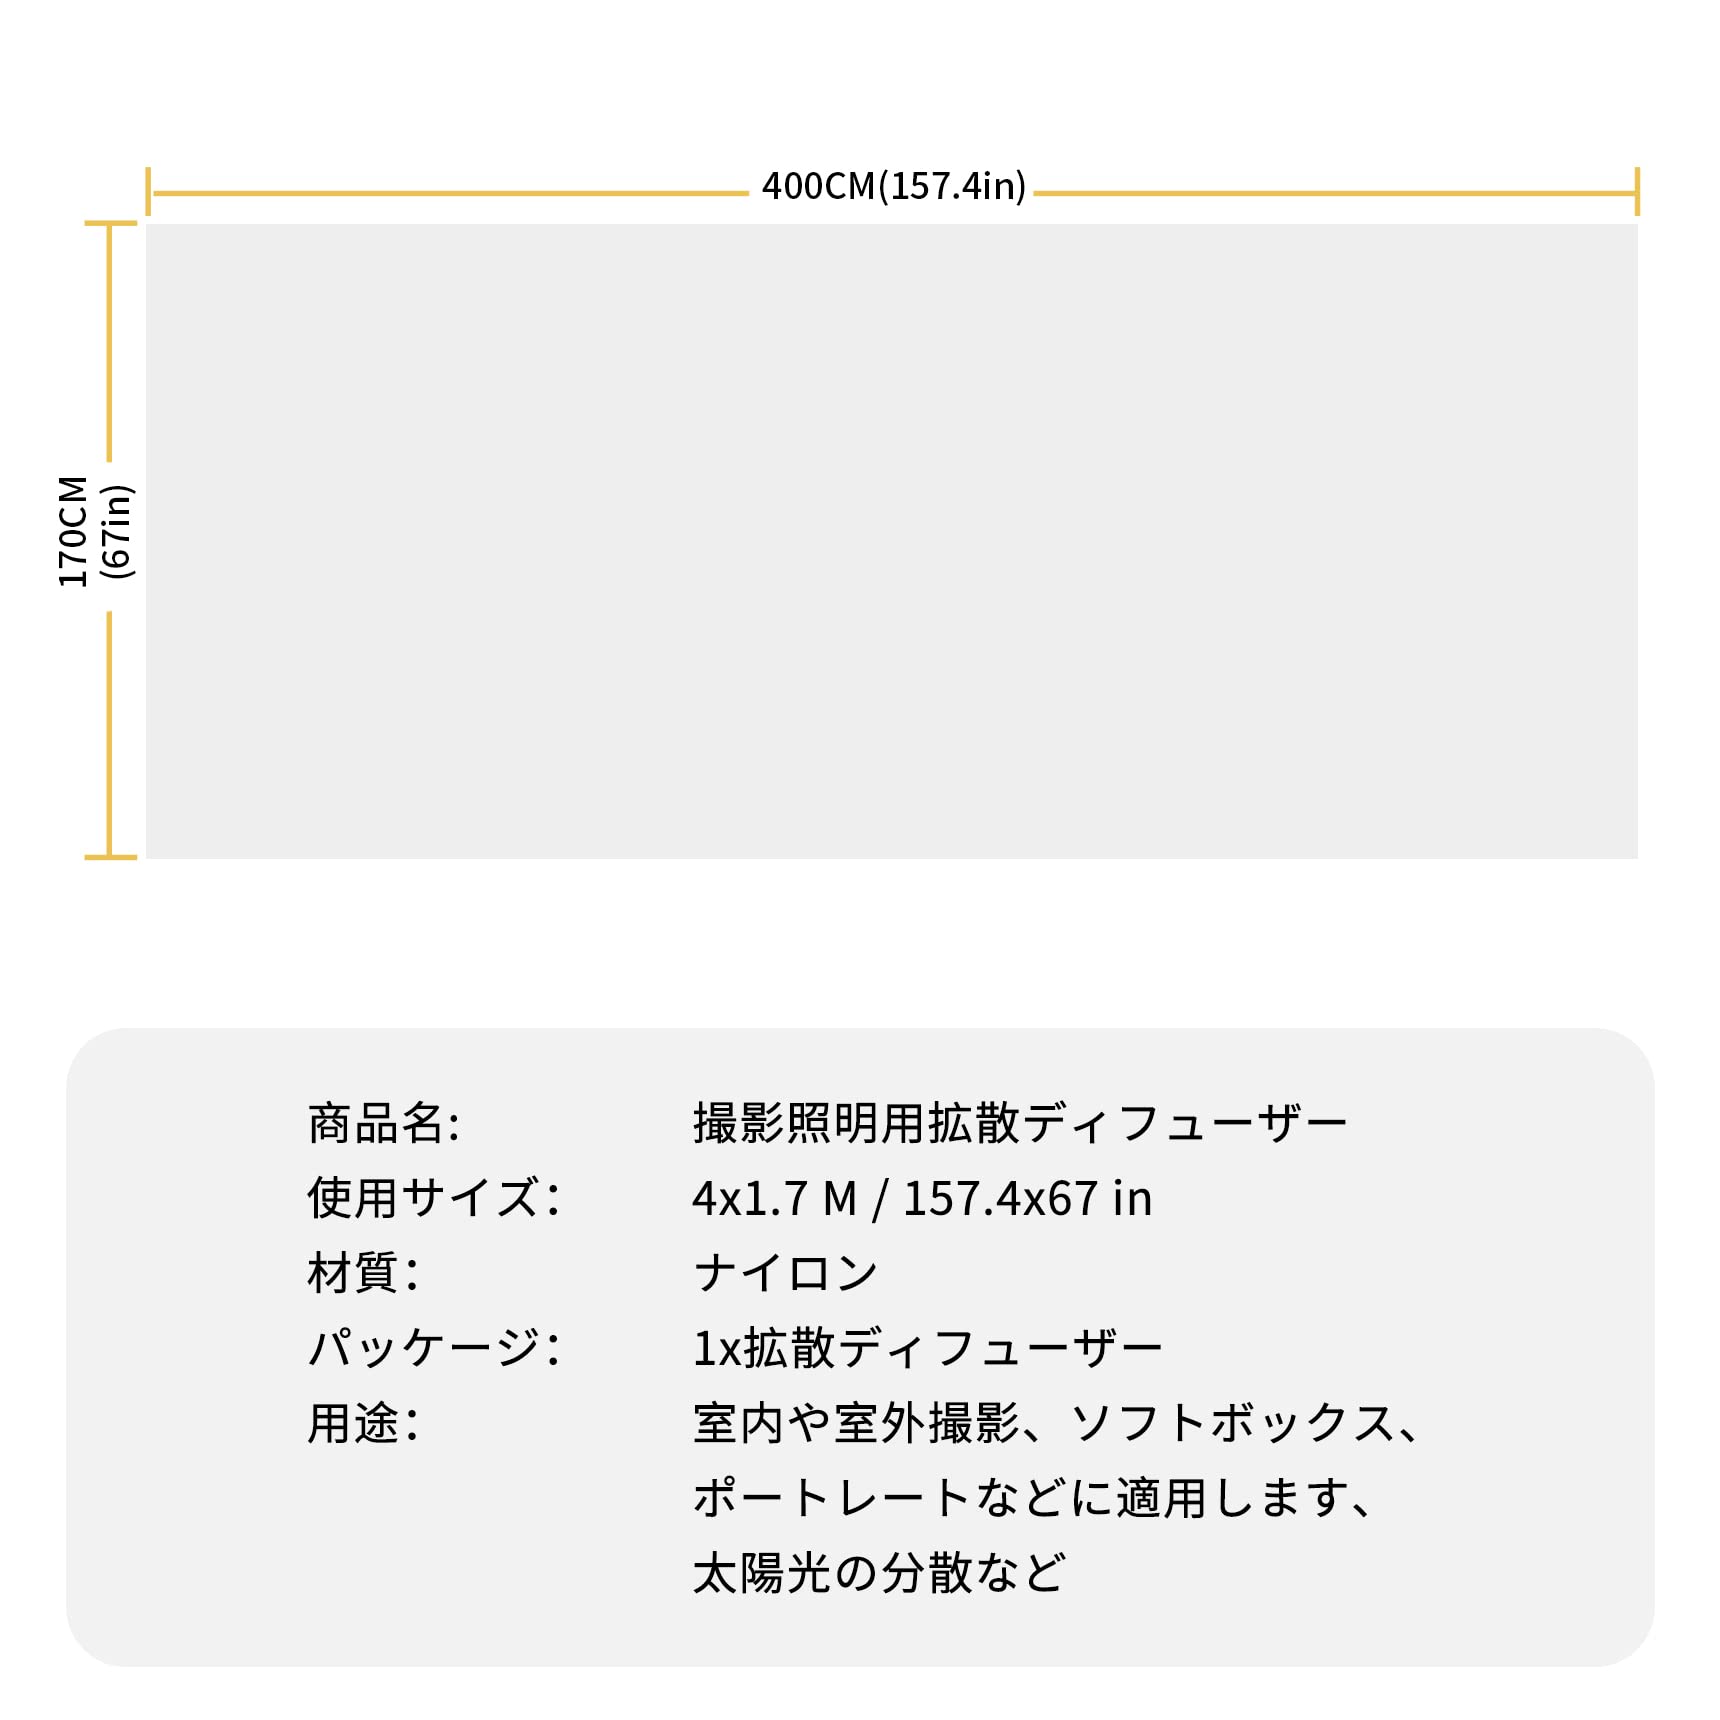 400CM(157.4in)
170CM
(67in)
商品名: 撮影照明用拡散ディフューザー
使用サイズ： 4x1.7 M / 157.4x67 in
材質： ナイロン
パッケージ： 1x拡散ディフューザー
用途： 室内や室外撮影、ソフトボックス、
ポートレートなどに適用します、
太陽光の分散など